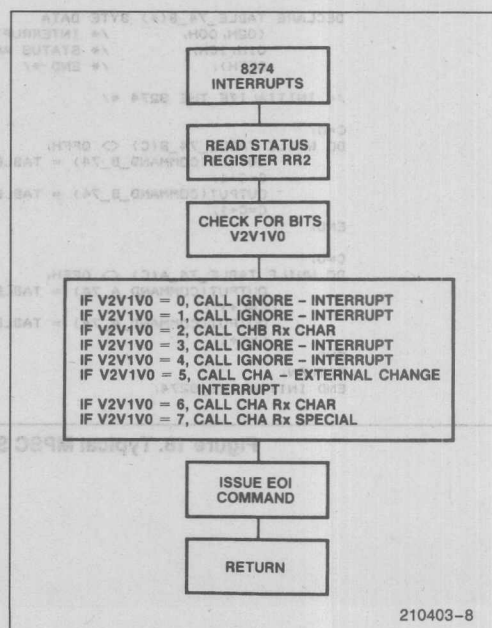 8274
INTERRUPTS
READ STATUS
REGISTER RR2
CHECK FOR BITS
V2V1V0
IF V2V1V0 = 0, CALL IGNORE – INTERRUPT
IF V2V1V0 = 1, CALL IGNORE – INTERRUPT
IF V2V1V0 = 2, CALL CHB Rx CHAR
IF V2V1V0 = 3, CALL IGNORE – INTERRUPT
IF V2V1V0 = 4, CALL IGNORE – INTERRUPT
IF V2V1V0 = 5, CALL CHA – EXTERNAL CHANGE
INTERRUPT
IF V2V1V0 = 6, CALL CHA Rx CHAR
IF V2V1V0 = 7, CALL CHA Rx SPECIAL
ISSUE EOI
COMMAND
RETURN
210403–8